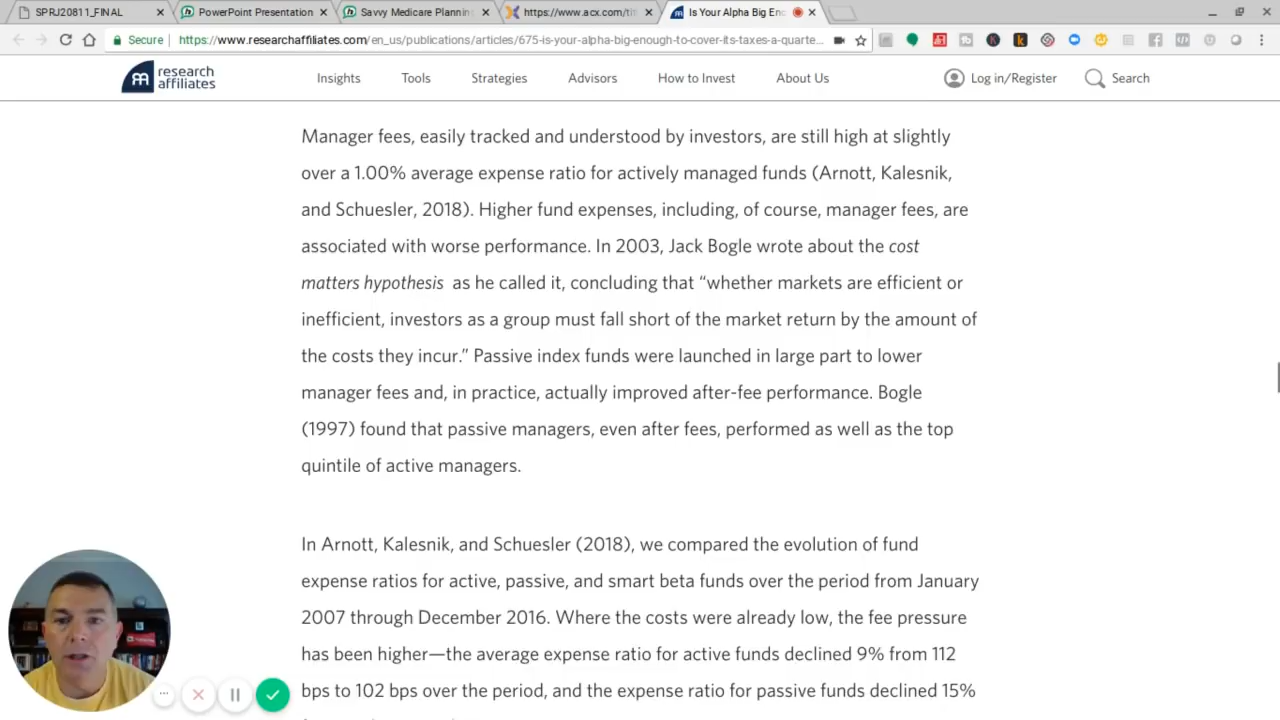 SPRJ20811_FINAL
PowerPoint Presentation
Savvy Medicare Plannin
https://www.acx.com/tit
Is Your Alpha Big Eno
Secure
https://www.researchaffiliates.com/en_us/publications/articles/675-is-your-alpha-big-enough-to-cover-its-taxes-a-quarte...
research
affiliates
Insights
Tools
Strategies
Advisors
How to Invest
About Us
Log in/Register
Search
Manager fees, easily tracked and understood by investors, are still high at slightly
over a 1.00% average expense ratio for actively managed funds (Arnott, Kalesnik,
and Schuesler, 2018). Higher fund expenses, including, of course, manager fees, are
associated with worse performance. In 2003, Jack Bogle wrote about the cost
matters hypothesis as he called it, concluding that “whether markets are efficient or
inefficient, investors as a group must fall short of the market return by the amount of
the costs they incur.” Passive index funds were launched in large part to lower
manager fees and, in practice, actually improved after-fee performance. Bogle
(1997) found that passive managers, even after fees, performed as well as the top
quintile of active managers.
In Arnott, Kalesnik, and Schuesler (2018), we compared the evolution of fund
expense ratios for active, passive, and smart beta funds over the period from January
2007 through December 2016. Where the costs were already low, the fee pressure
has been higher—the average expense ratio for active funds declined 9% from 112
bps to 102 bps over the period, and the expense ratio for passive funds declined 15%